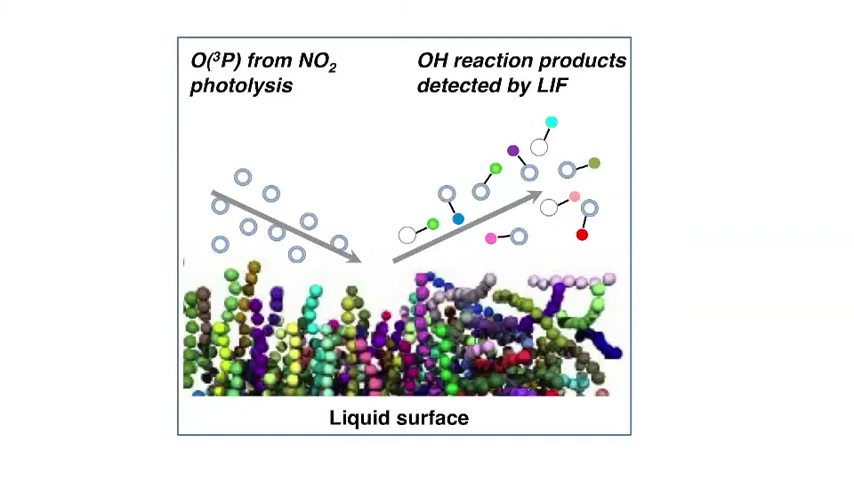 O(³P) from NO₂
photolysis
OH reaction products
detected by LIF
Liquid surface